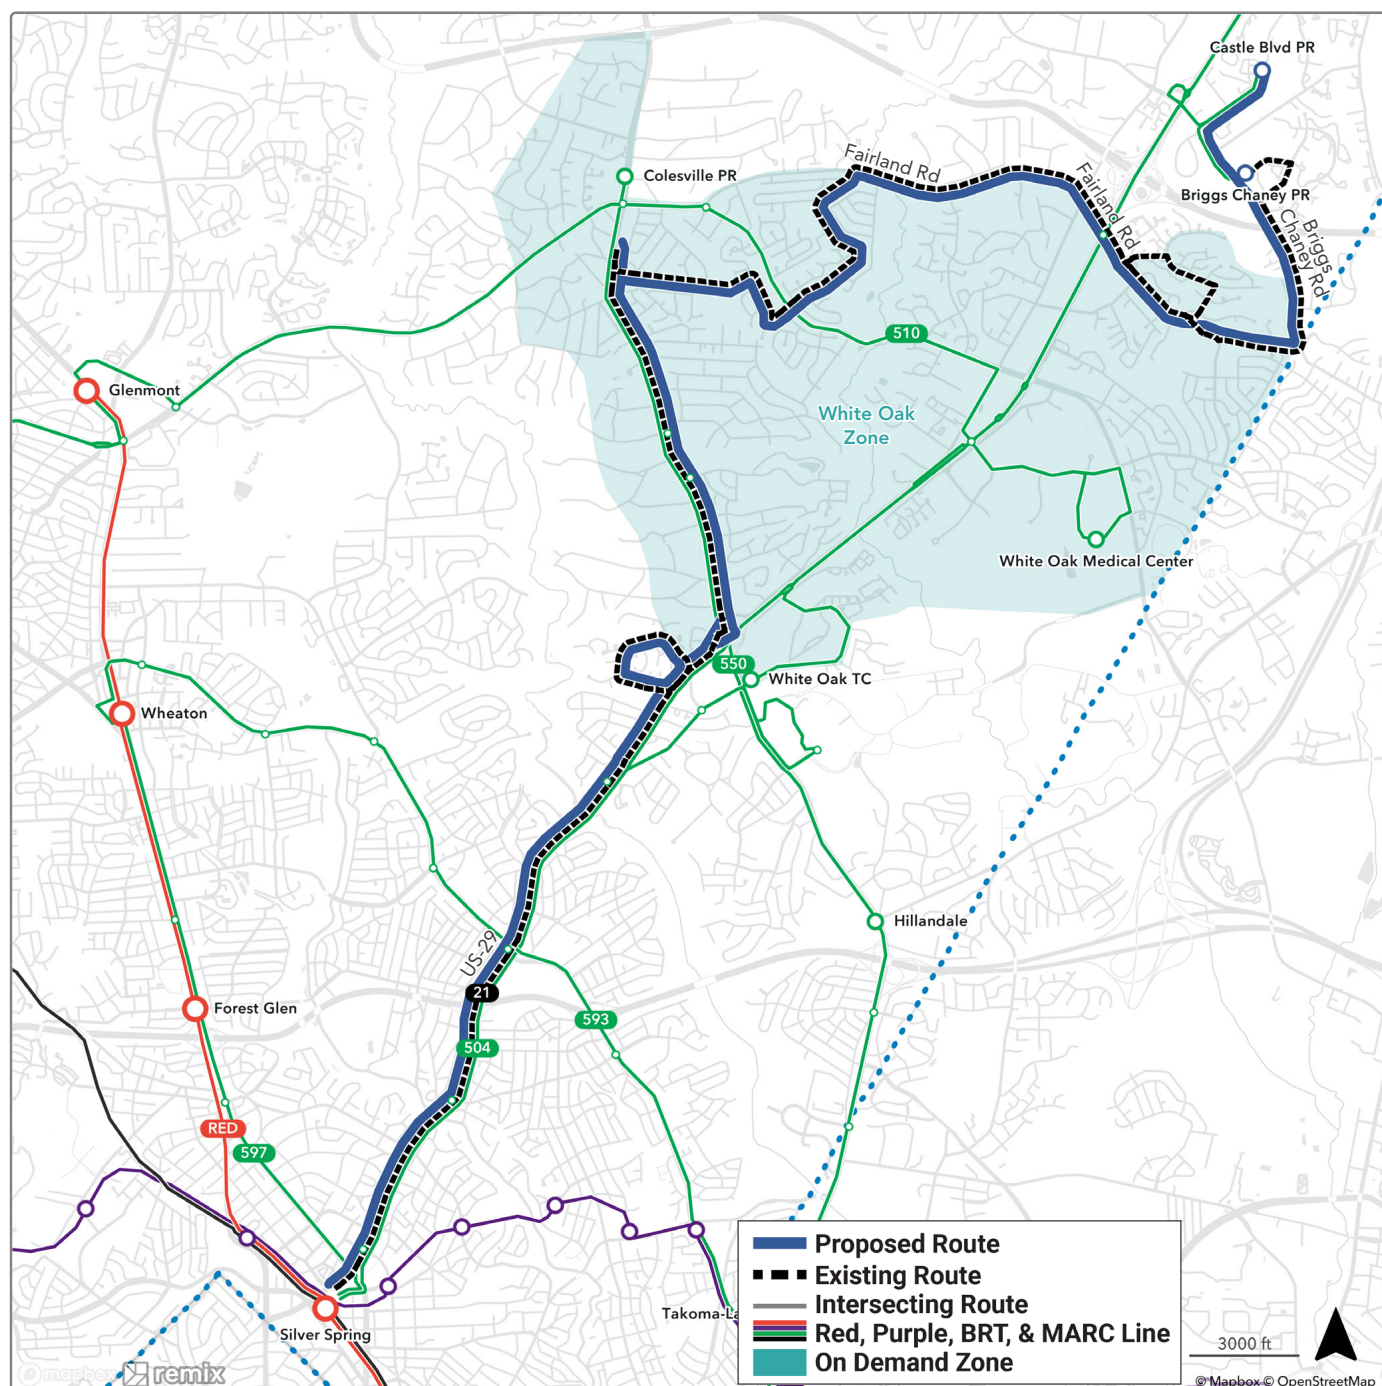 Castle Blvd PR
Fairland Rd
Fairland Rd
Colesville PR
Briggs Chaney PR
Briggs
Chaney Rd
510
Glenmont
White Oak
Zone
White Oak Medical Center
550
White Oak TC
Wheaton
Hillandale
US-29
21
Forest Glen
593
504
RED
597
Silver Spring
Takoma-La
Proposed Route
Existing Route
Intersecting Route
Red, Purple, BRT, & MARC Line
On Demand Zone
3000 ft
mapbox
remix
© Mapbox © OpenStreetMap